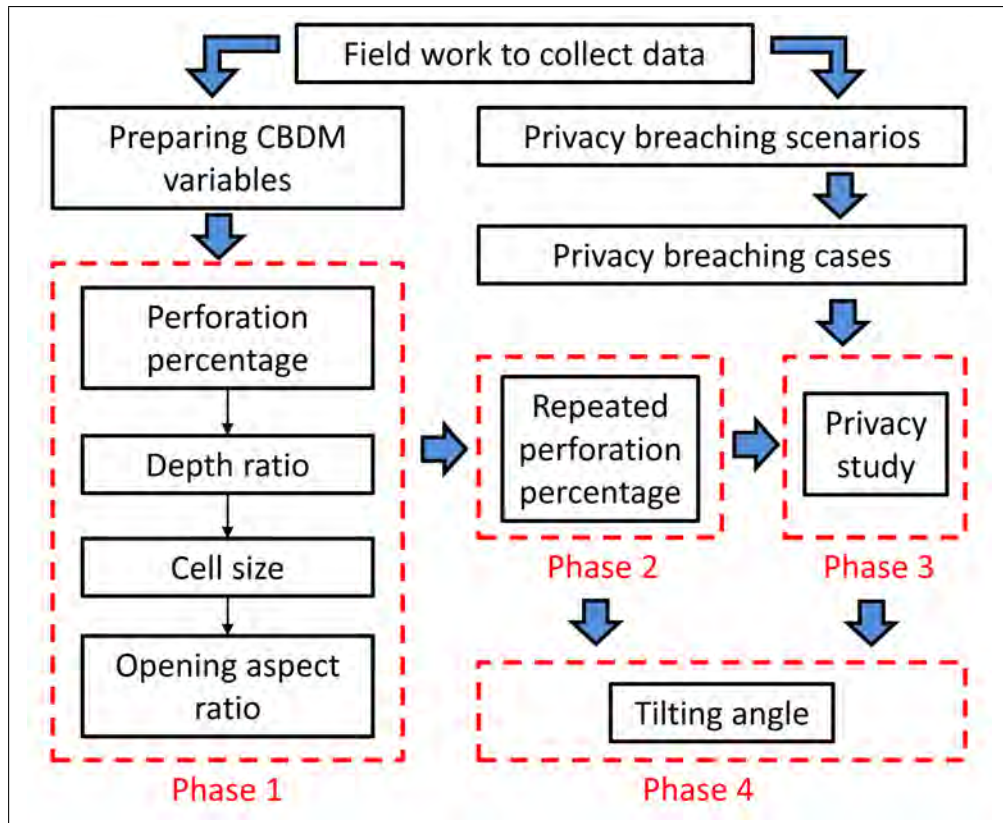 Field work to collect data
Preparing CBDM
variables
Perforation
percentage
Depth ratio
Cell size
Opening aspect
ratio
Phase 1
Privacy breaching scenarios
Privacy breaching cases
Repeated
perforation
percentage
Phase 2
Privacy
study
Phase 3
Tilting angle
Phase 4